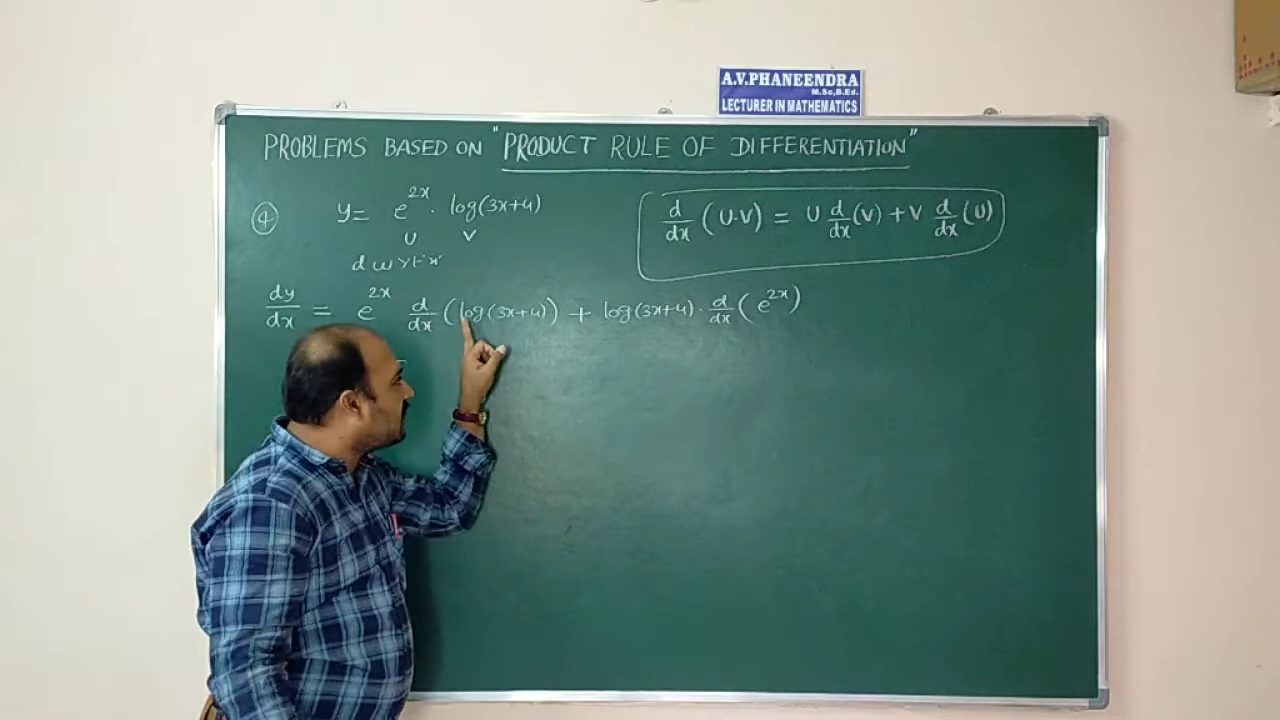 A.V.PHANEENDRA
M.Sc,B.Ed.
LECTURER IN MATHEMATICS
PROBLEMS BASED ON "PRODUCT RULE OF DIFFERENTIATION"
④ y = e^{2x} · log(3x+4)
U V
d w r t 'x'
d/dx (U·V) = U d/dx (V) + V d/dx (U)
dy/dx = e^{2x} d/dx (log(3x+4)) + log(3x+4) · d/dx (e^{2x})